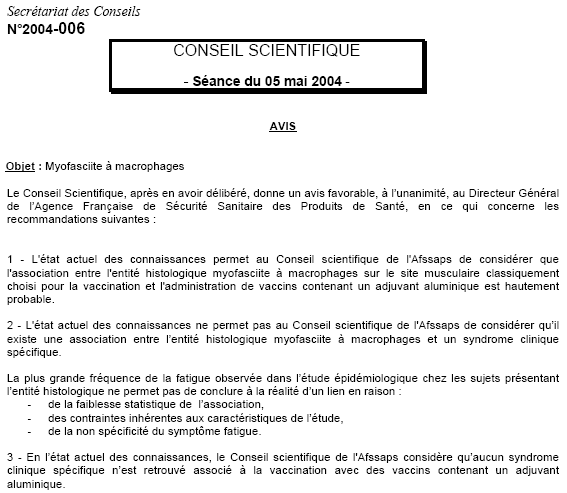 Secrétariat des Conseils
N°2004-006
CONSEIL SCIENTIFIQUE
- Séance du 05 mai 2004 -
AVIS
Objet : Myofasciite à macrophages
Le Conseil Scientifique, après en avoir délibéré, donne un avis favorable, à l'unanimité, au Directeur Général
de l'Agence Française de Sécurité Sanitaire des Produits de Santé, en ce qui concerne les
recommandations suivantes :
1 - L'état actuel des connaissances permet au Conseil scientifique de l'Afssaps de considérer que
l'association entre l'entité histologique myofasciite à macrophages sur le site musculaire classiquement
choisi pour la vaccination et l'administration de vaccins contenant un adjuvant aluminique est hautement
probable.
2 - L'état actuel des connaissances ne permet pas au Conseil scientifique de l'Afssaps de considérer qu'il
existe une association entre l'entité histologique myofasciite à macrophages et un syndrome clinique
spécifique.
La plus grande fréquence de la fatigue observée dans l'étude épidémiologique chez les sujets présentant
l'entité histologique ne permet pas de conclure à la réalité d'un lien en raison :
- de la faiblesse statistique de l'association,
- des contraintes inhérentes aux caractéristiques de l'étude,
- de la non spécificité du symptôme fatigue.
3 - En l'état actuel des connaissances, le Conseil scientifique de l'Afssaps considère qu'aucun syndrome
clinique spécifique n'est retrouvé associé à la vaccination avec des vaccins contenant un adjuvant
aluminique.